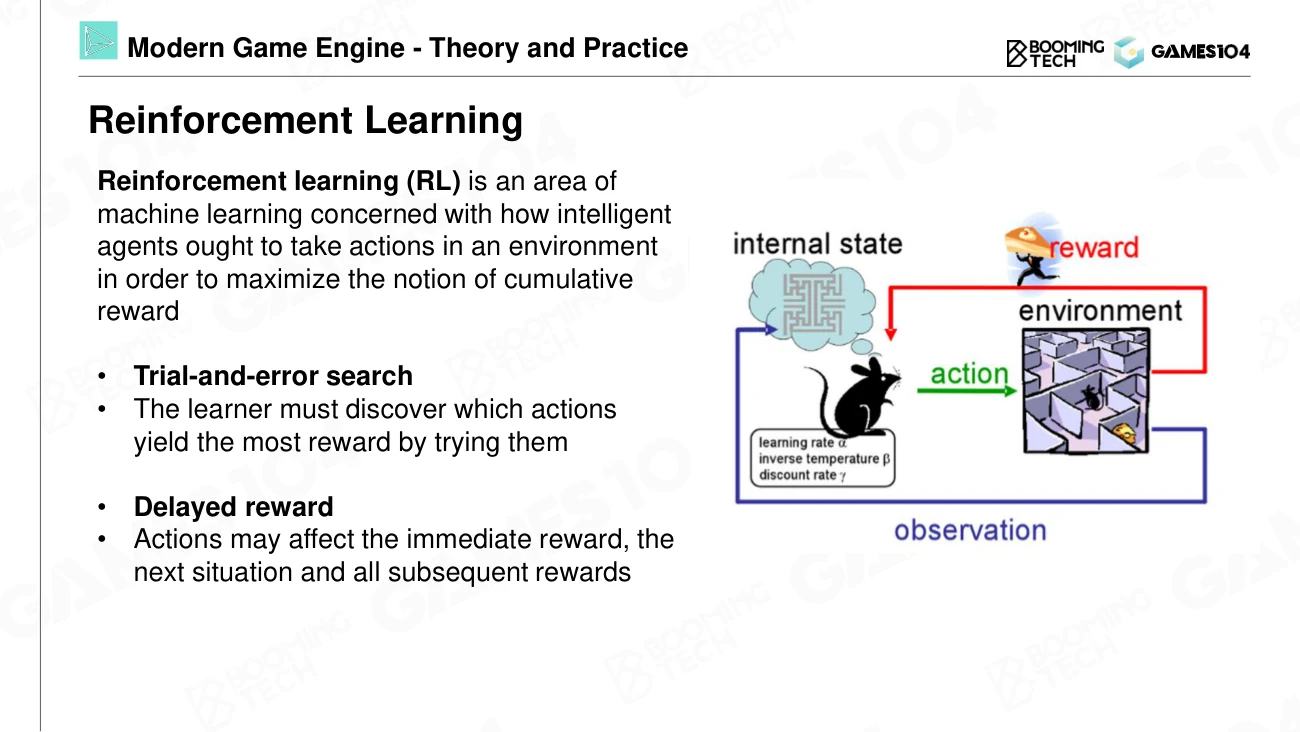 Modern Game Engine - Theory and Practice
BOOMING
TECH
GAMES104
Reinforcement Learning
Reinforcement learning (RL) is an area of
machine learning concerned with how intelligent
agents ought to take actions in an environment
in order to maximize the notion of cumulative
reward
• Trial-and-error search
• The learner must discover which actions
yield the most reward by trying them
• Delayed reward
• Actions may affect the immediate reward, the
next situation and all subsequent rewards
internal state
reward
environment
action
learning rate α
inverse temperature β
discount rate γ
observation